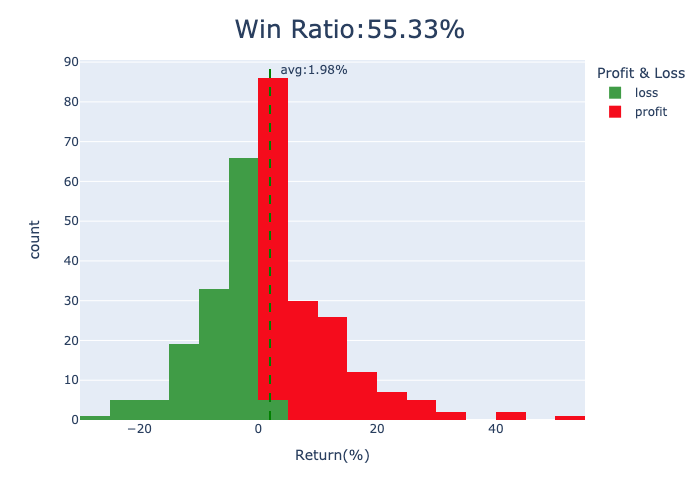 Win Ratio:55.33%
avg:1.98%
Profit & Loss
loss
profit
count
90
80
70
60
50
40
30
20
10
0
−20
0
20
40
Return(%)